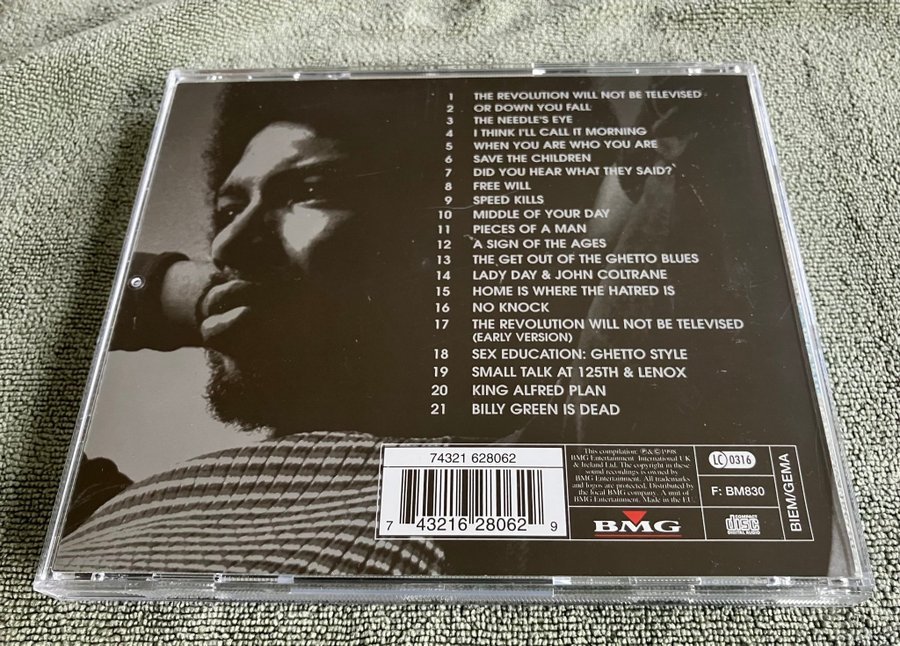 1 THE REVOLUTION WILL NOT BE TELEVISED
2 OR DOWN YOU FALL
3 THE NEEDLE'S EYE
4 I THINK I'LL CALL IT MORNING
5 WHEN YOU ARE WHO YOU ARE
6 SAVE THE CHILDREN
7 DID YOU HEAR WHAT THEY SAID?
8 FREE WILL
9 SPEED KILLS
10 MIDDLE OF YOUR DAY
11 PIECES OF A MAN
12 A SIGN OF THE AGES
13 THE GET OUT OF THE GHETTO BLUES
14 LADY DAY & JOHN COLTRANE
15 HOME IS WHERE THE HATRED IS
16 NO KNOCK
17 THE REVOLUTION WILL NOT BE TELEVISED
(EARLY VERSION)
18 SEX EDUCATION: GHETTO STYLE
19 SMALL TALK AT 125TH & LENOX
20 KING ALFRED PLAN
21 BILLY GREEN IS DEAD
74321 628062
7 43216 28062 9
This compilation ℗&© 1998
BMG Entertainment International UK
& Ireland Ltd. The copyright in these
sound recordings is owned by
BMG Entertainment. All trademarks
and logos are protected. Distributed by
the local BMG company. A unit of
BMG Entertainment. Made in the EU.
BMG
LC 0316
F: BM830
COMPACT
disc
DIGITAL AUDIO
BIEM/GEMA